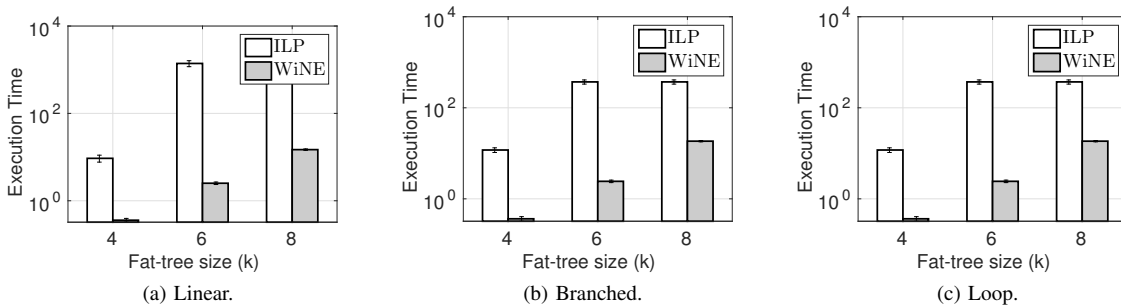 10^4
10^2
10^0
Execution Time
ILP
WiNE
4 6 8
Fat-tree size (k)
(a) Linear.
10^4
10^2
10^0
Execution Time
ILP
WiNE
4 6 8
Fat-tree size (k)
(b) Branched.
10^4
10^2
10^0
Execution Time
ILP
WiNE
4 6 8
Fat-tree size (k)
(c) Loop.